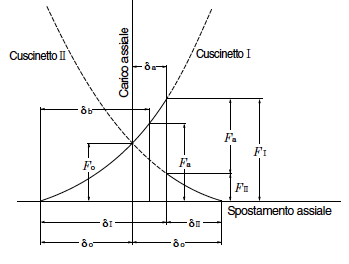 Cuscinetto II
Carico assiale
δa
Cuscinetto I
δb
Fo
Fa
Fa
FI
FII
Spostamento assiale
δI
δII
δo
δo